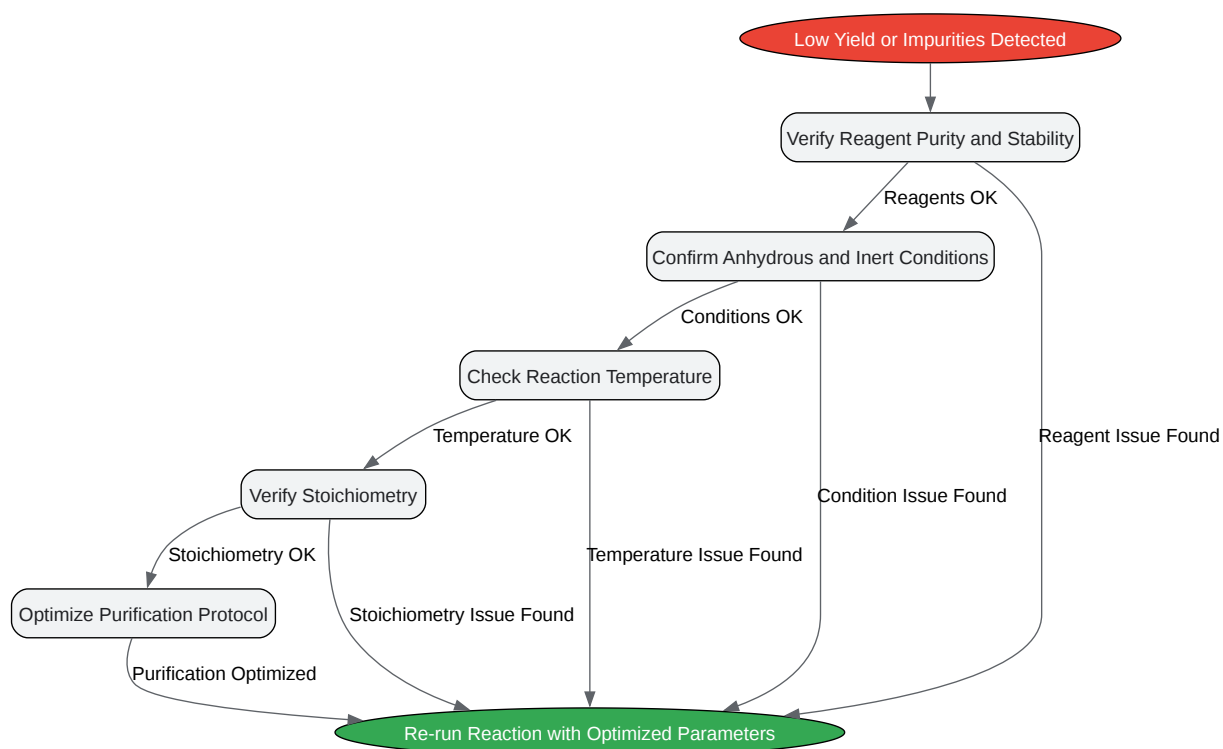 Low Yield or Impurities Detected
Verify Reagent Purity and Stability
Reagents OK
Confirm Anhydrous and Inert Conditions
Conditions OK
Check Reaction Temperature
Temperature OK
Reagent Issue Found
Verify Stoichiometry
Condition Issue Found
Stoichiometry OK
Temperature Issue Found
Optimize Purification Protocol
Stoichiometry Issue Found
Purification Optimized
Re-run Reaction with Optimized Parameters